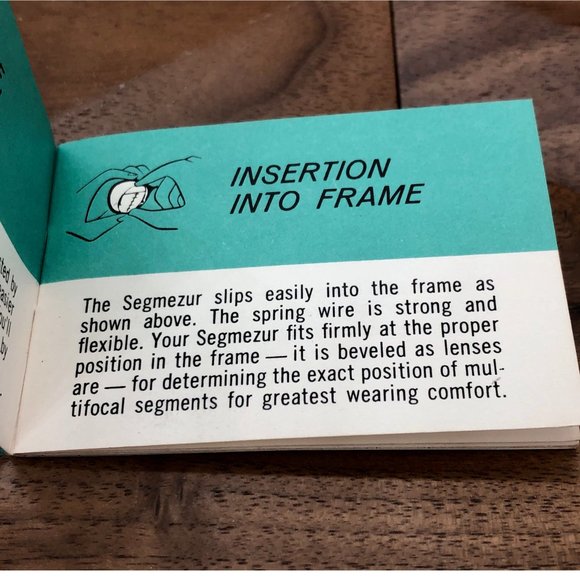 INSERTION
INTO FRAME
The Segmezur slips easily into the frame as
shown above. The spring wire is strong and
flexible. Your Segmezur fits firmly at the proper
position in the frame — it is beveled as lenses
are — for determining the exact position of mul-
tifocal segments for greatest wearing comfort.
by
by